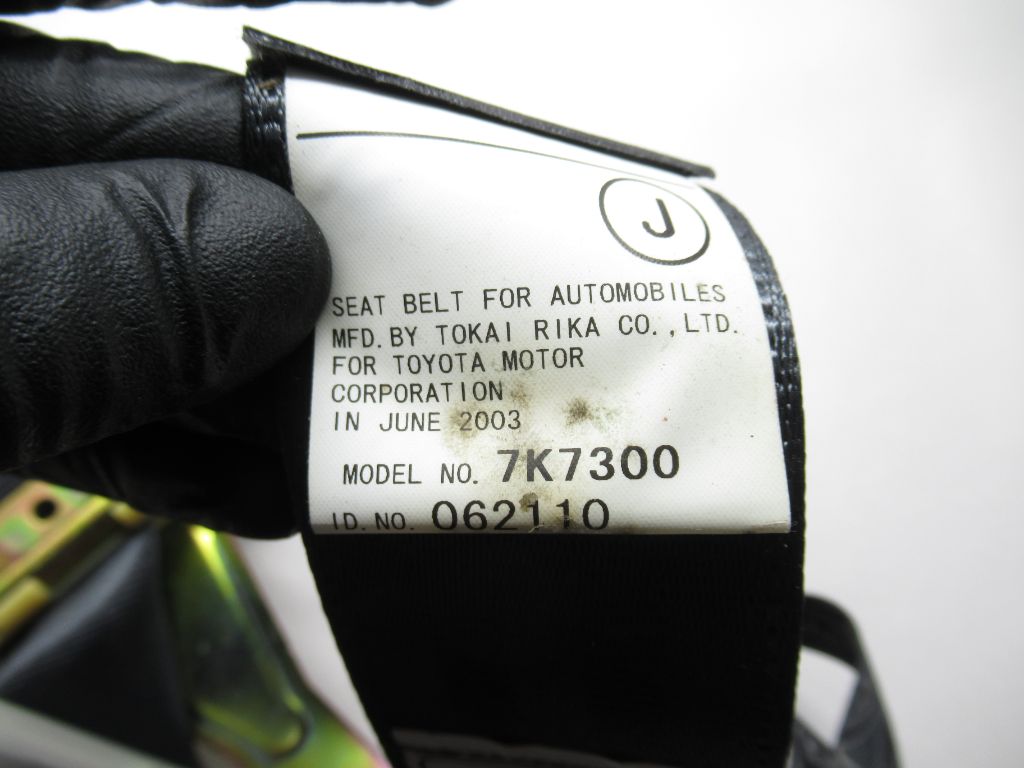 J
SEAT BELT FOR AUTOMOBILES
MFD. BY TOKAI RIKA CO., LTD.
FOR TOYOTA MOTOR
CORPORATION
IN JUNE 2003
MODEL NO. 7K7300
ID. NO. 062110